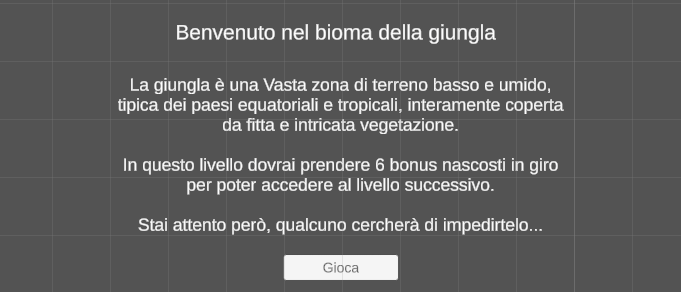 Benvenuto nel bioma della giungla
La giungla è una Vasta zona di terreno basso e umido,
tipica dei paesi equatoriali e tropicali, interamente coperta
da fitta e intricata vegetazione.
In questo livello dovrai prendere 6 bonus nascosti in giro
per poter accedere al livello successivo.
Stai attento però, qualcuno cercherà di impedirtelo...
Gioca